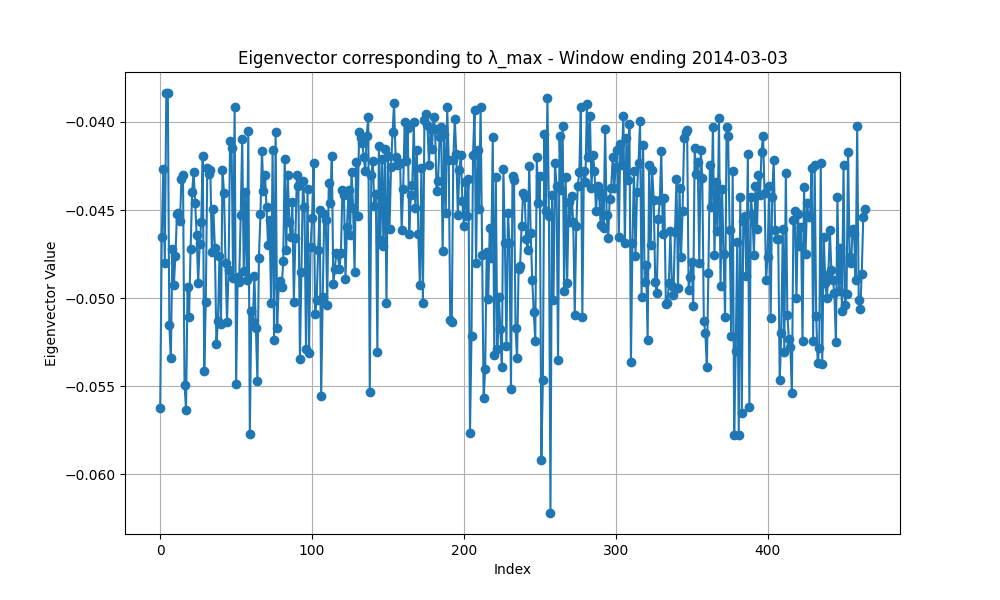 Eigenvector corresponding to λ_max - Window ending 2014-03-03
Eigenvector Value
−0.040
−0.045
−0.050
−0.055
−0.060
0 100 200 300 400
Index